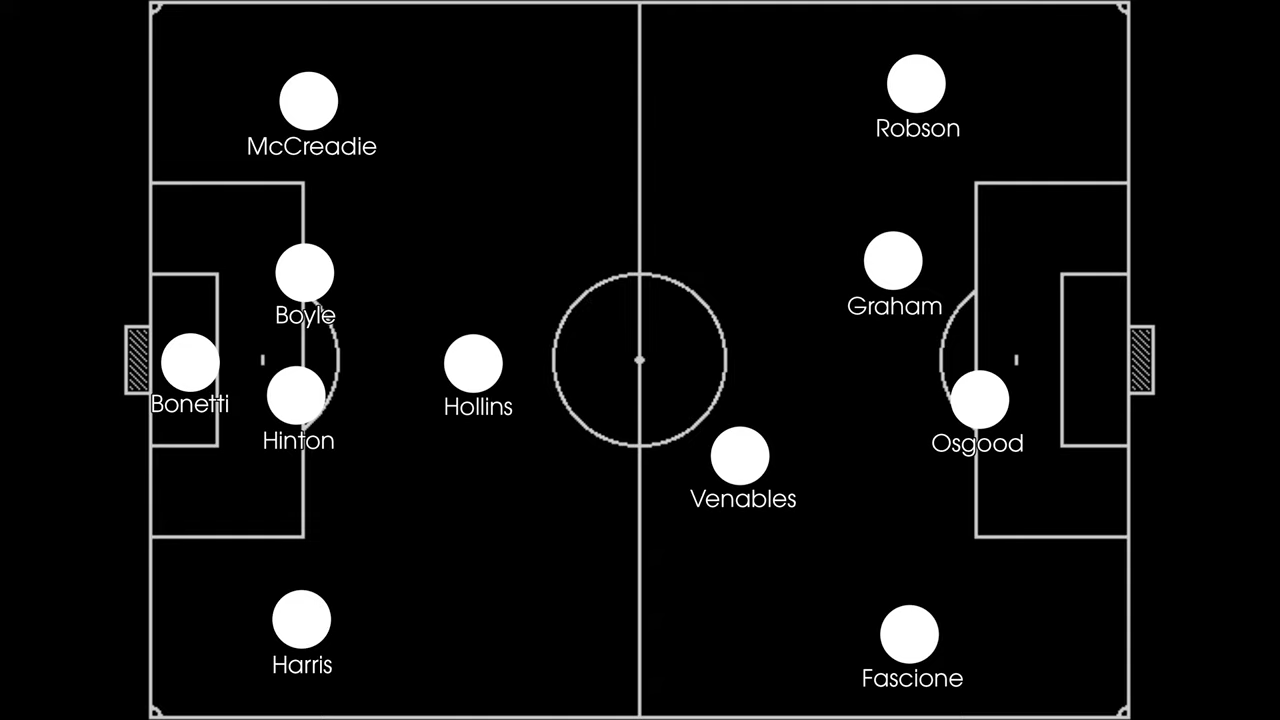 Robson
McCreadie
Graham
Boyle
Bonetti
Hollins
Hinton
Osgood
Venables
Harris
Fascione